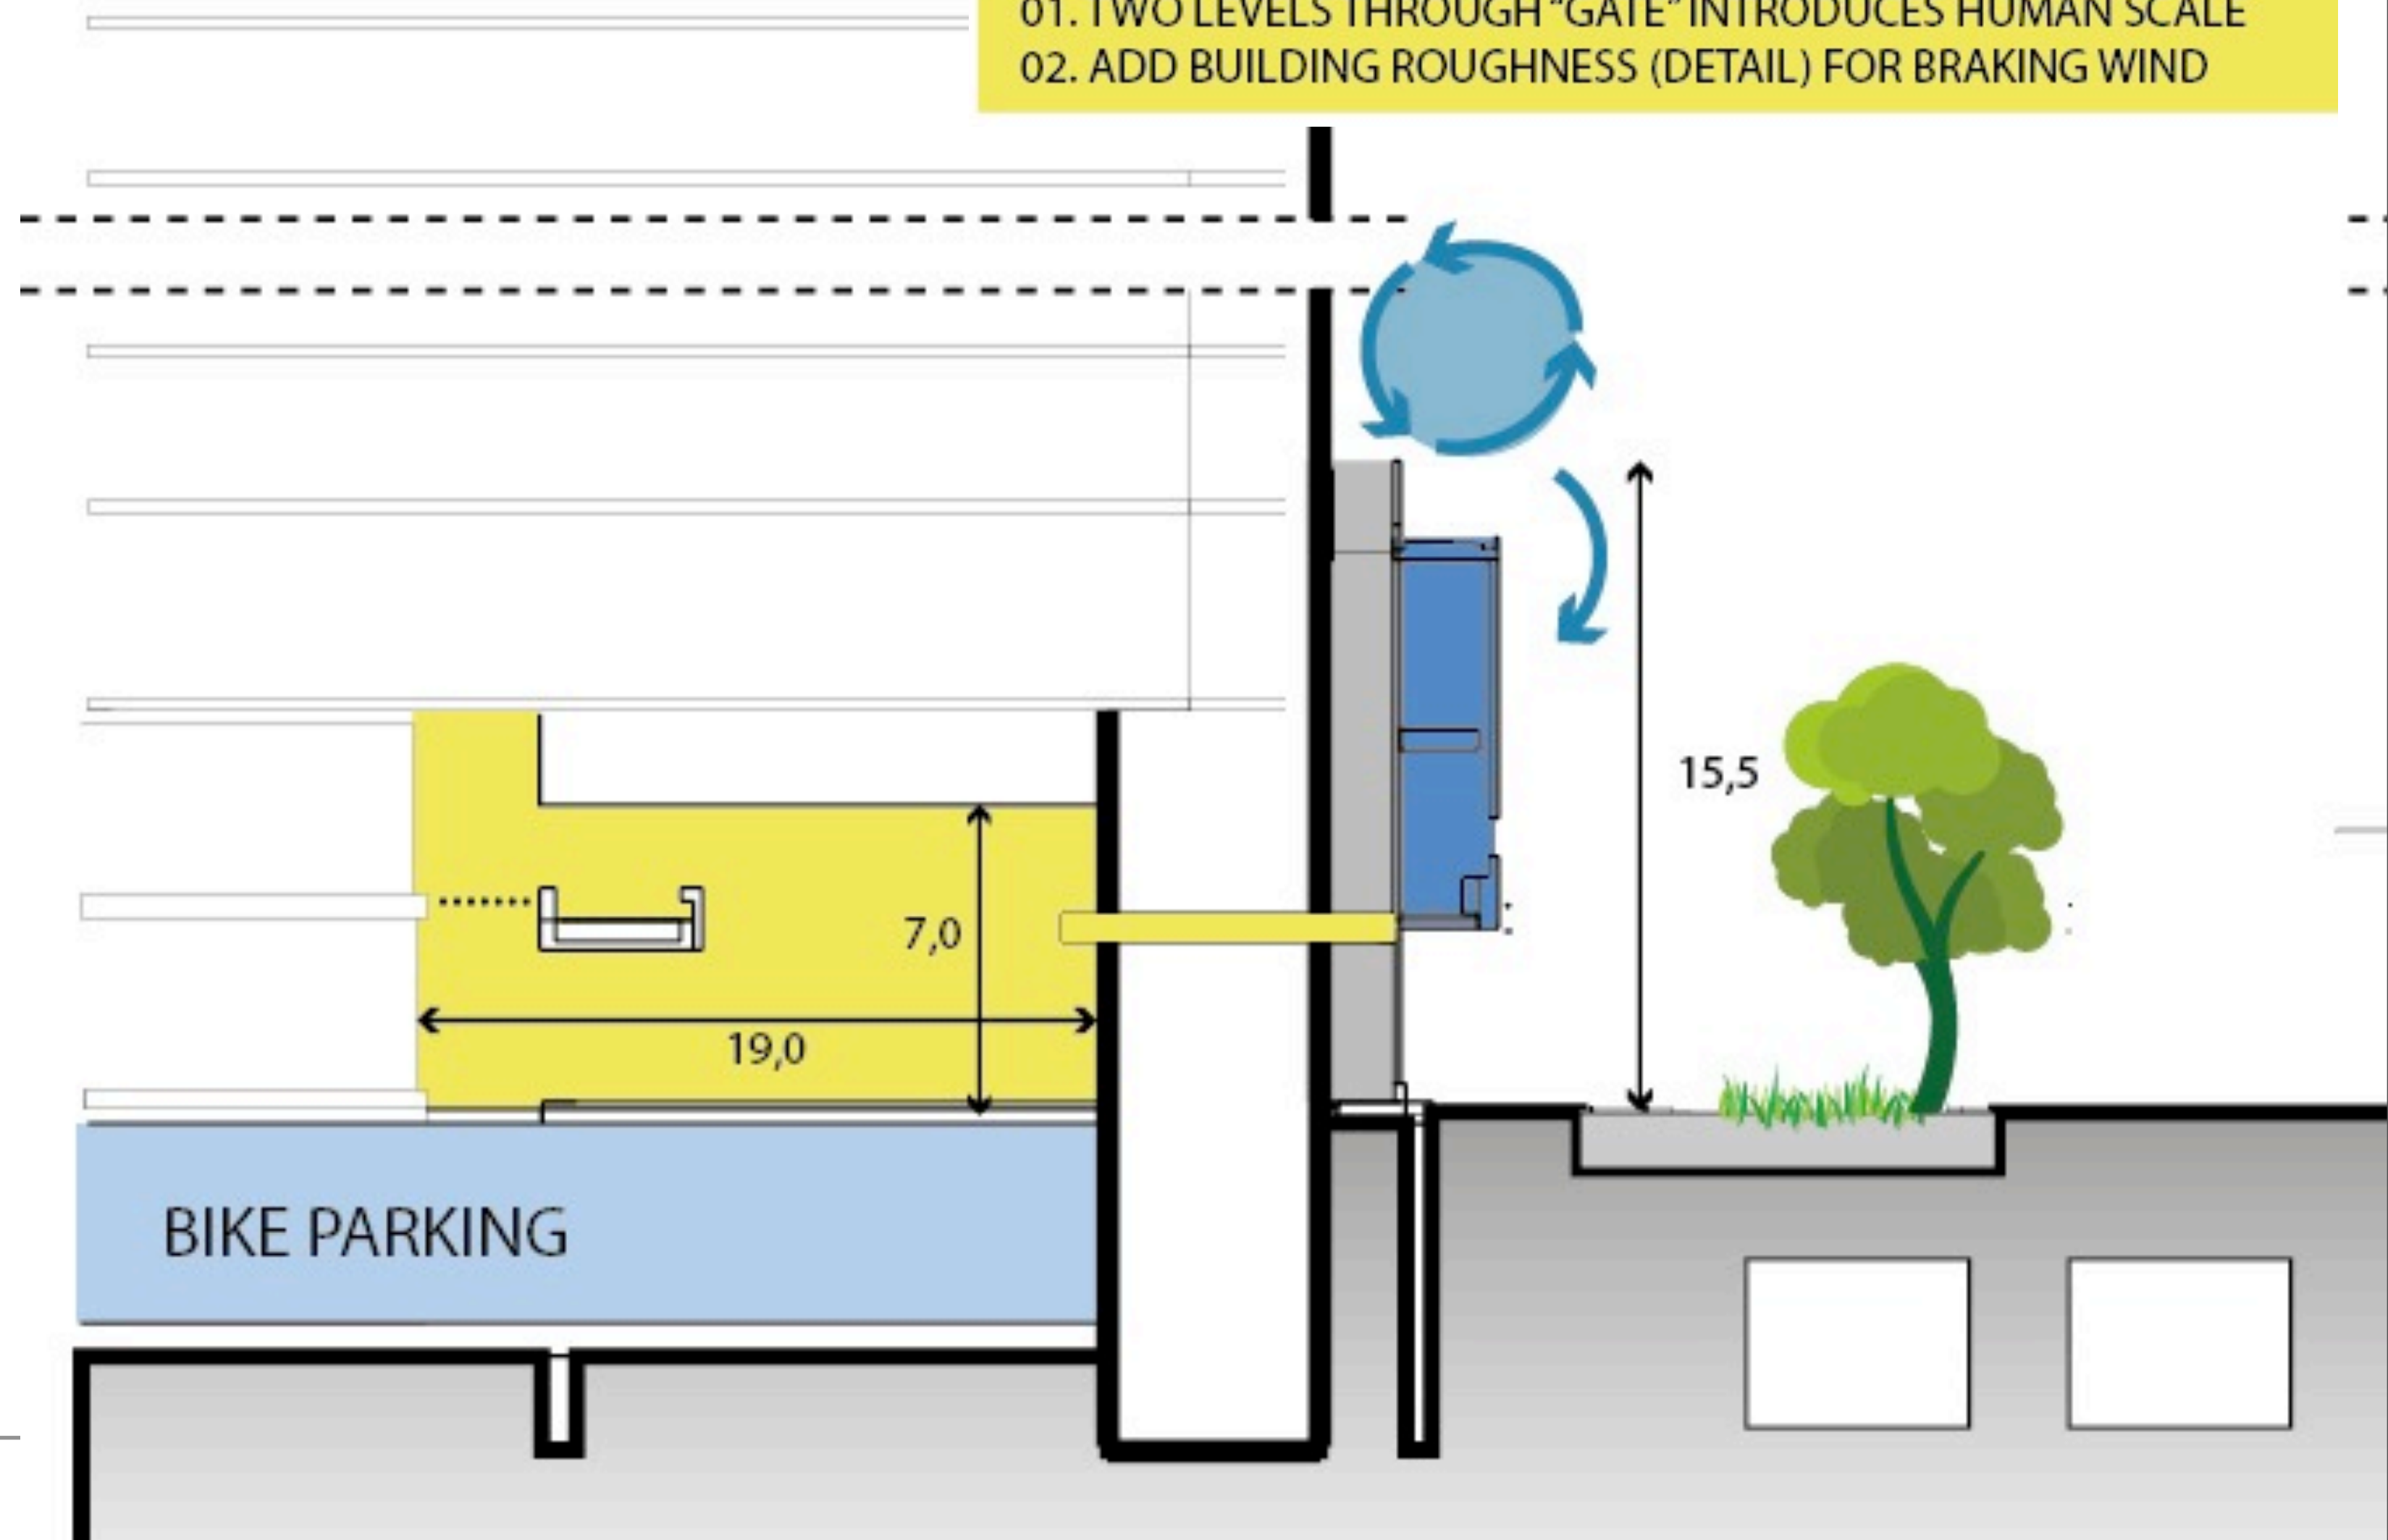 01. TWO LEVELS THROUGH "GATE" INTRODUCES HUMAN SCALE
02. ADD BUILDING ROUGHNESS (DETAIL) FOR BRAKING WIND
15,5
7,0
19,0
BIKE PARKING